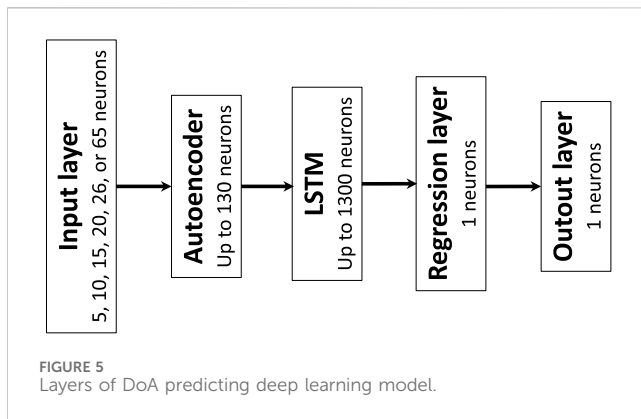 Input layer
5, 10, 15, 20, 26, or 65 neurons
Autoencoder
Up to 130 neurons
LSTM
Up to 1300 neurons
Regression layer
1 neurons
Outout layer
1 neurons
FIGURE 5
Layers of DoA predicting deep learning model.